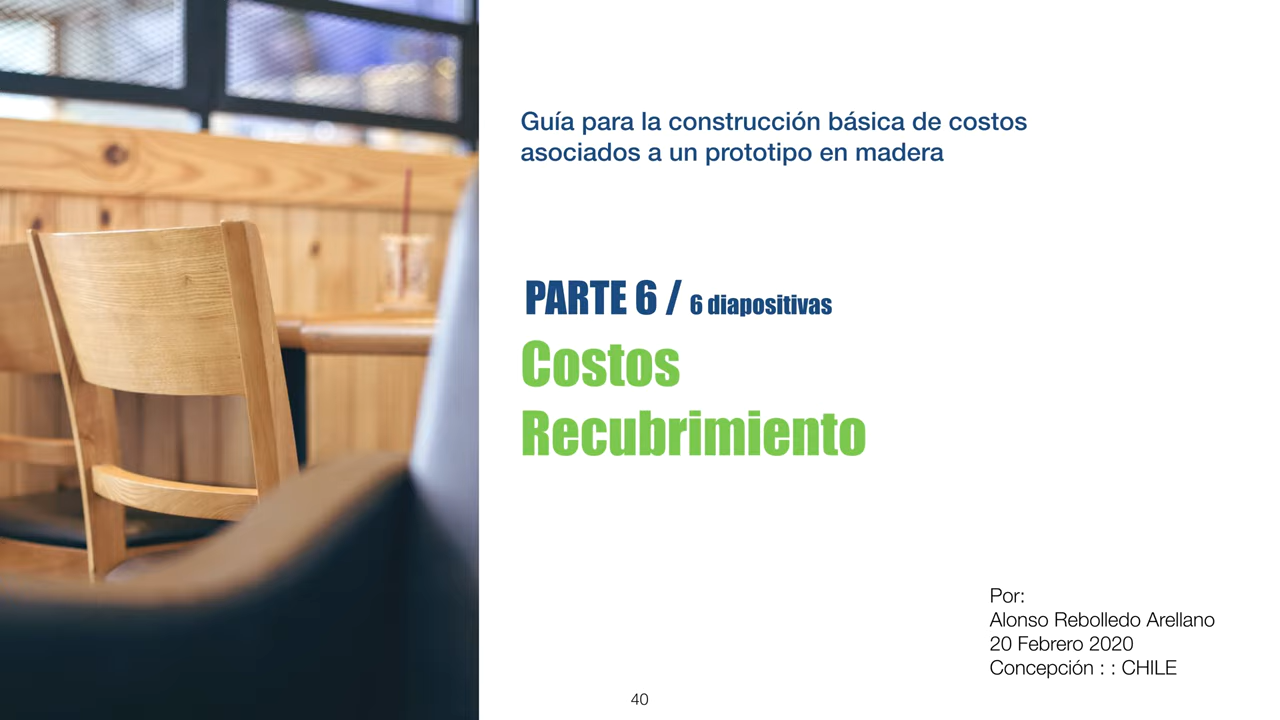 Guía para la construcción básica de costos
asociados a un prototipo en madera
PARTE 6 / 6 diapositivas
Costos
Recubrimiento
Por:
Alonso Rebolledo Arellano
20 Febrero 2020
Concepción : : CHILE
40